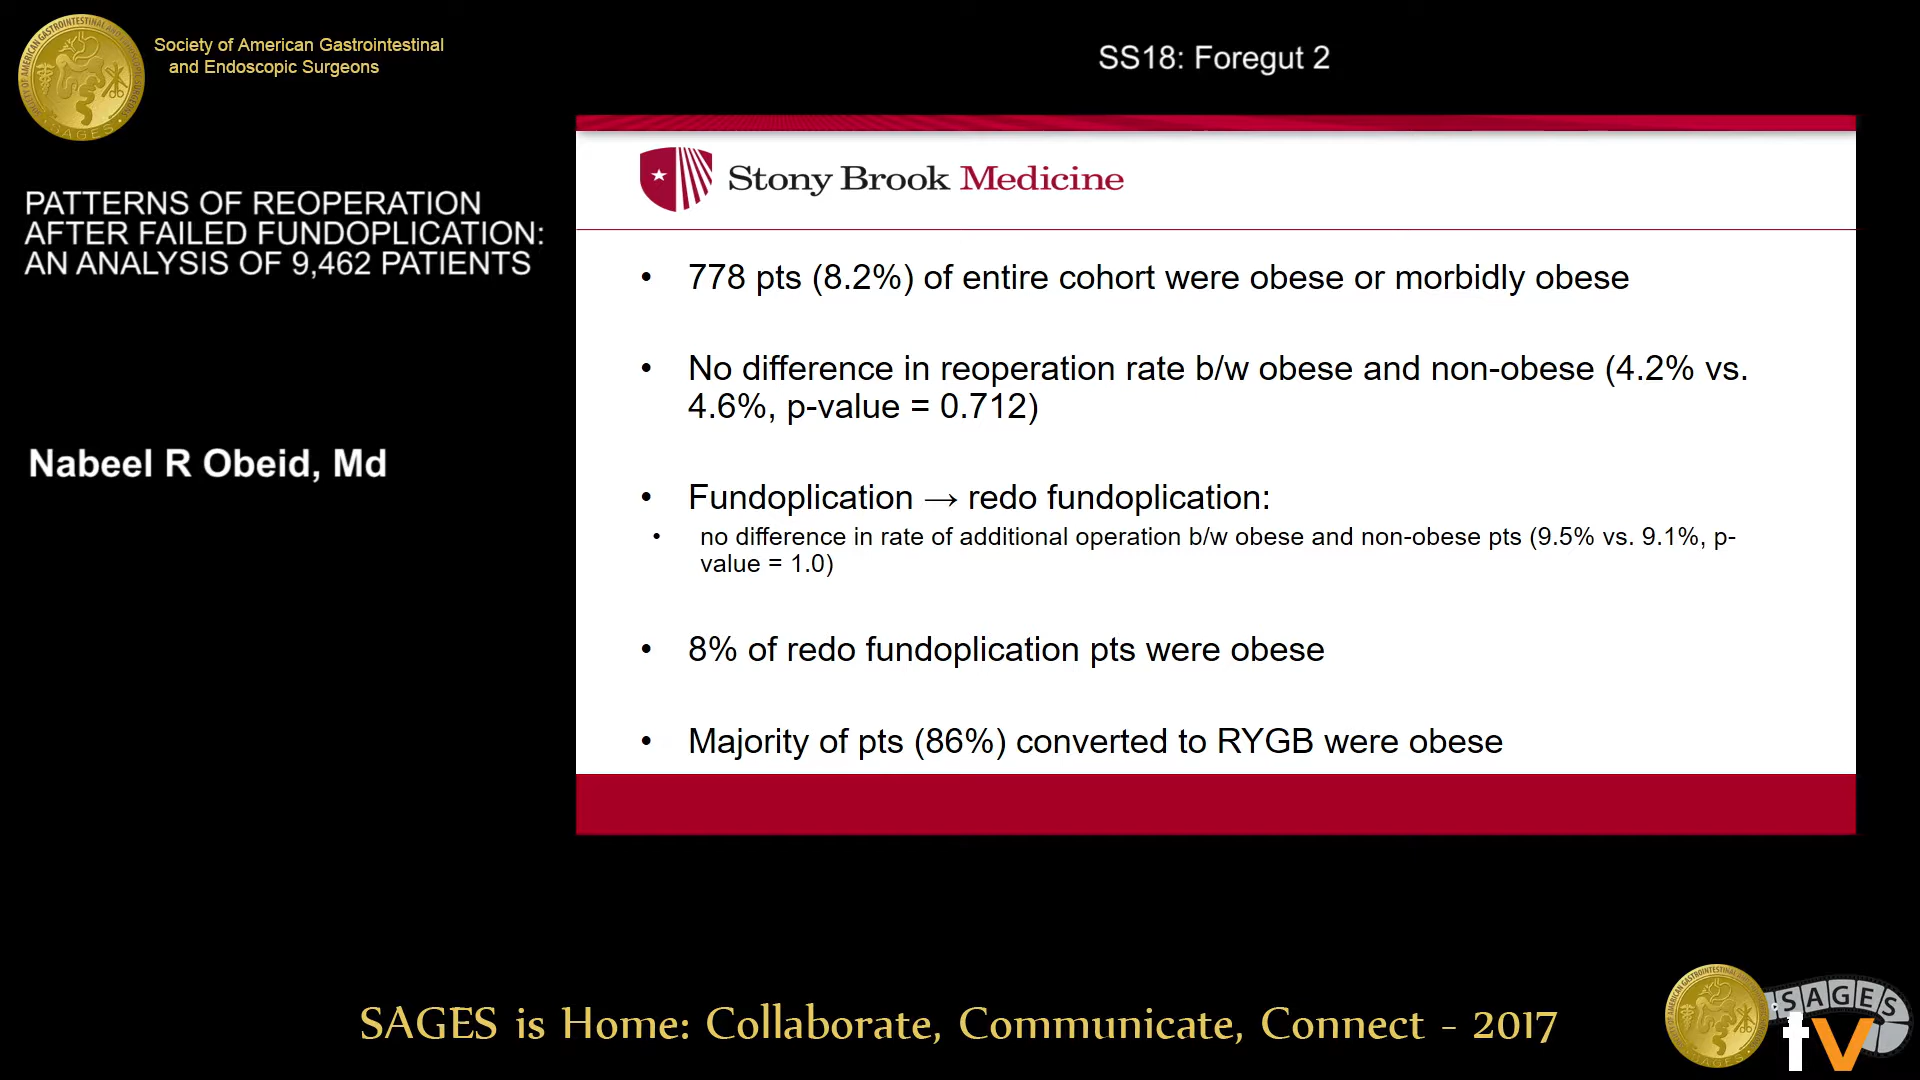 Society of American Gastrointestinal
and Endoscopic Surgeons
SS18: Foregut 2
PATTERNS OF REOPERATION
AFTER FAILED FUNDOPLICATION:
AN ANALYSIS OF 9,462 PATIENTS
Nabeel R Obeid, Md
Stony Brook Medicine
• 778 pts (8.2%) of entire cohort were obese or morbidly obese
• No difference in reoperation rate b/w obese and non-obese (4.2% vs.
4.6%, p-value = 0.712)
• Fundoplication → redo fundoplication:
• no difference in rate of additional operation b/w obese and non-obese pts (9.5% vs. 9.1%, p-
value = 1.0)
• 8% of redo fundoplication pts were obese
• Majority of pts (86%) converted to RYGB were obese
SAGES is Home: Collaborate, Communicate, Connect - 2017
SAGES
tv